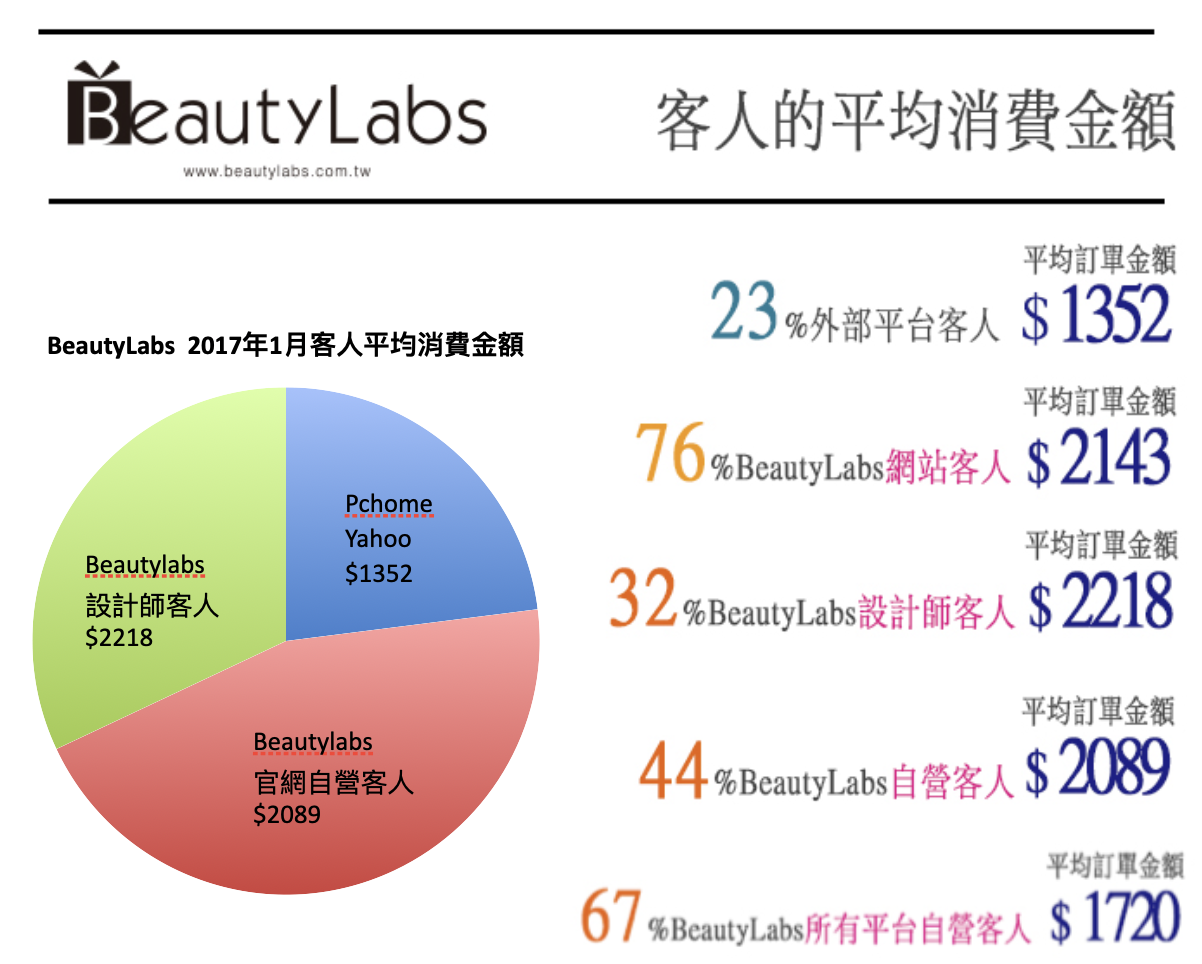 BeautyLabs
www.beautylabs.com.tw
客人的平均消費金額
BeautyLabs 2017年1月客人平均消費金額
Pchome
Yahoo
$1352
Beautylabs
設計師客人
$2218
Beautylabs
官網自營客人
$2089
平均訂單金額
23%外部平台客人 $1352
平均訂單金額
76%BeautyLabs網站客人 $2143
平均訂單金額
32%BeautyLabs設計師客人 $2218
平均訂單金額
44%BeautyLabs自營客人 $2089
平均訂單金額
67%BeautyLabs所有平台自營客人 $1720